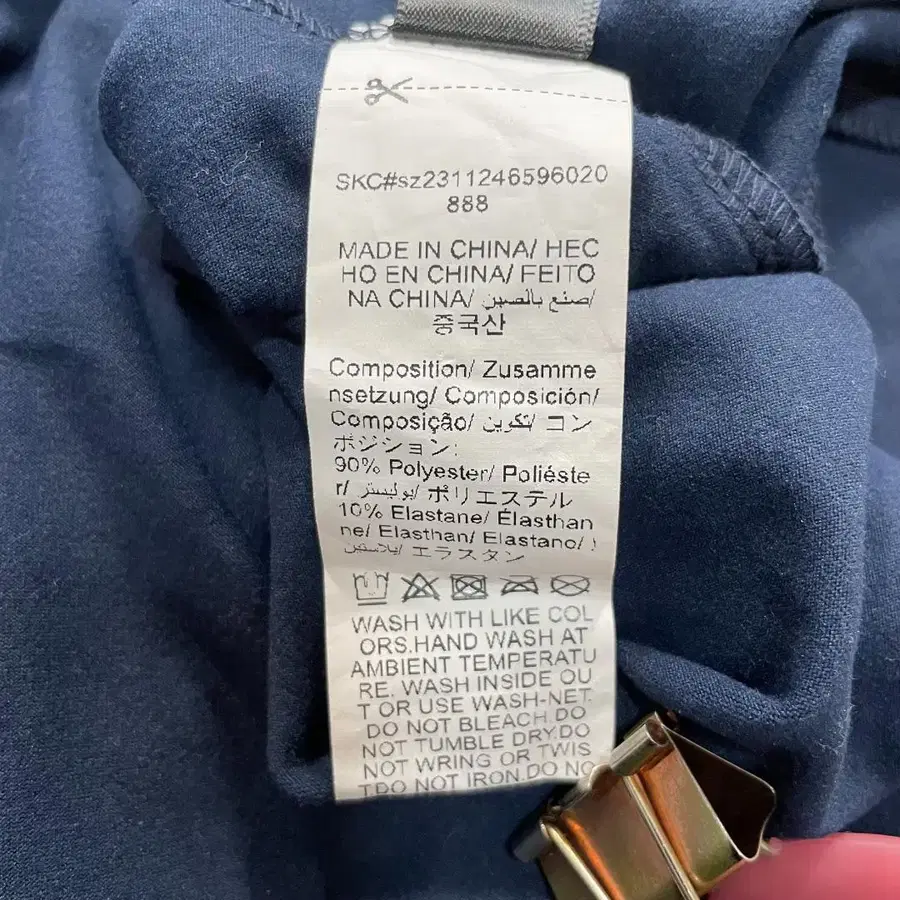 SKC#sz2311246596020
888
MADE IN CHINA/ HEC
HO EN CHINA/ FEITO
NA CHINA/ صنع بالصين/
중국산
Composition/ Zusamme
nsetzung/ Composición/
Composição/ تكوين/ コン
ポジション:
90% Polyester/ Poliéste
r/ بوليستر/ ポリエステル
10% Elastane/ Élasthan
ne/ Elasthan/ Elastano/
إيلاستين/ エラスタン
WASH WITH LIKE COL
ORS.HAND WASH AT
AMBIENT TEMPERATU
RE. WASH INSIDE OU
T OR USE WASH-NET.
DO NOT BLEACH.DO
NOT TUMBLE DRY.DO
NOT WRING OR TWIS
T.DO NOT IRON.DO NO